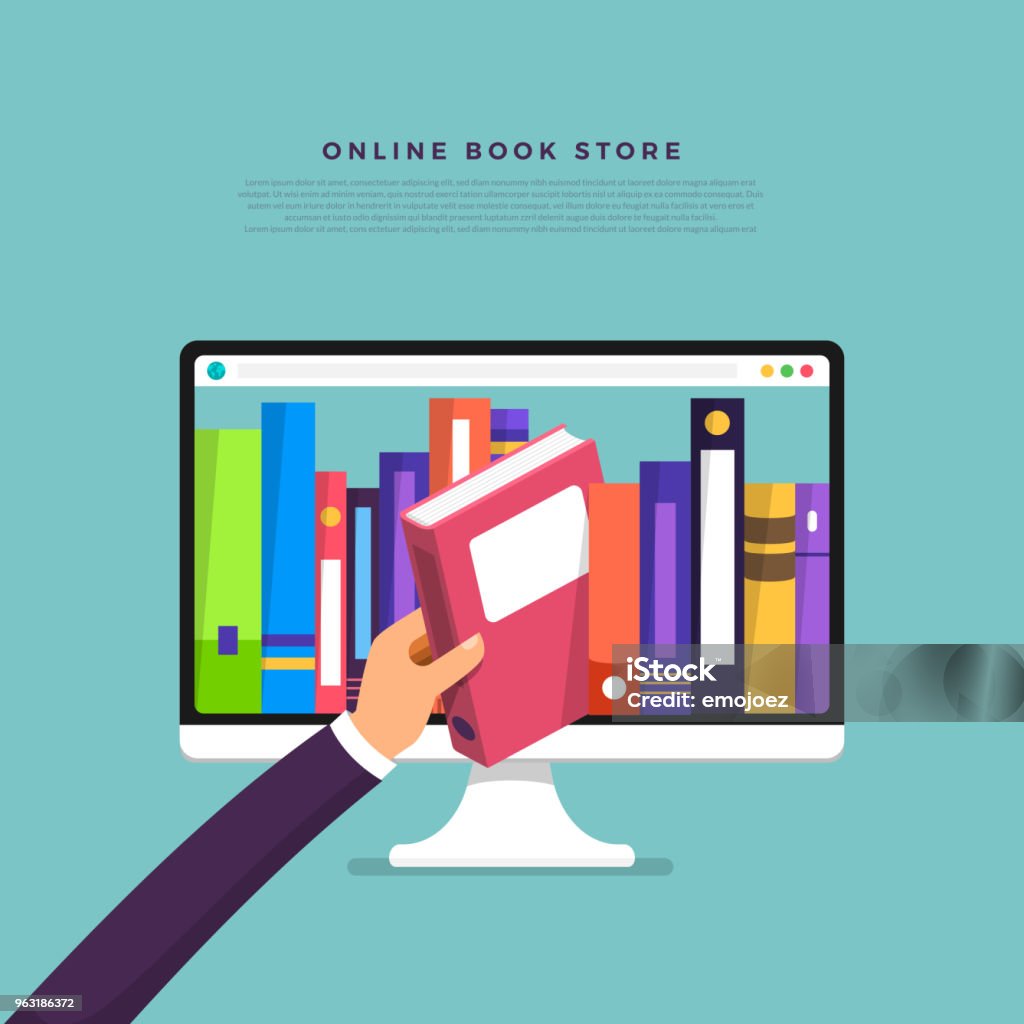 ONLINE BOOK STORE
Lorem ipsum dolor sit amet, consectetuer adipiscing elit, sed diam nonummy euismod tincidunt ut laoreet dolore magna aliquam erat
volutpat. Ut wisi enim ad minim veniam, quis nostrud exerci tation ullamcorper suscipit lobortis nisl ut aliquip ex ea commodo consequat. Duis
autem vel eum iriure dolor in hendrerit in vulputate velit esse molestie consequat, vel illum dolore eu feugiat nulla facilisis at vero eros et
accumsan et iusto odio dignissim qui blandit praesent luptatum zzril delenit augue duis dolore te feugait nulla facilisi.
Lorem ipsum dolor sit amet, cons ectetuer adipiscing elit, sed diam nonummy euismod tincidunt ut laoreet dolore magna aliquam erat
iStock™
Credit: emojoez
963186372